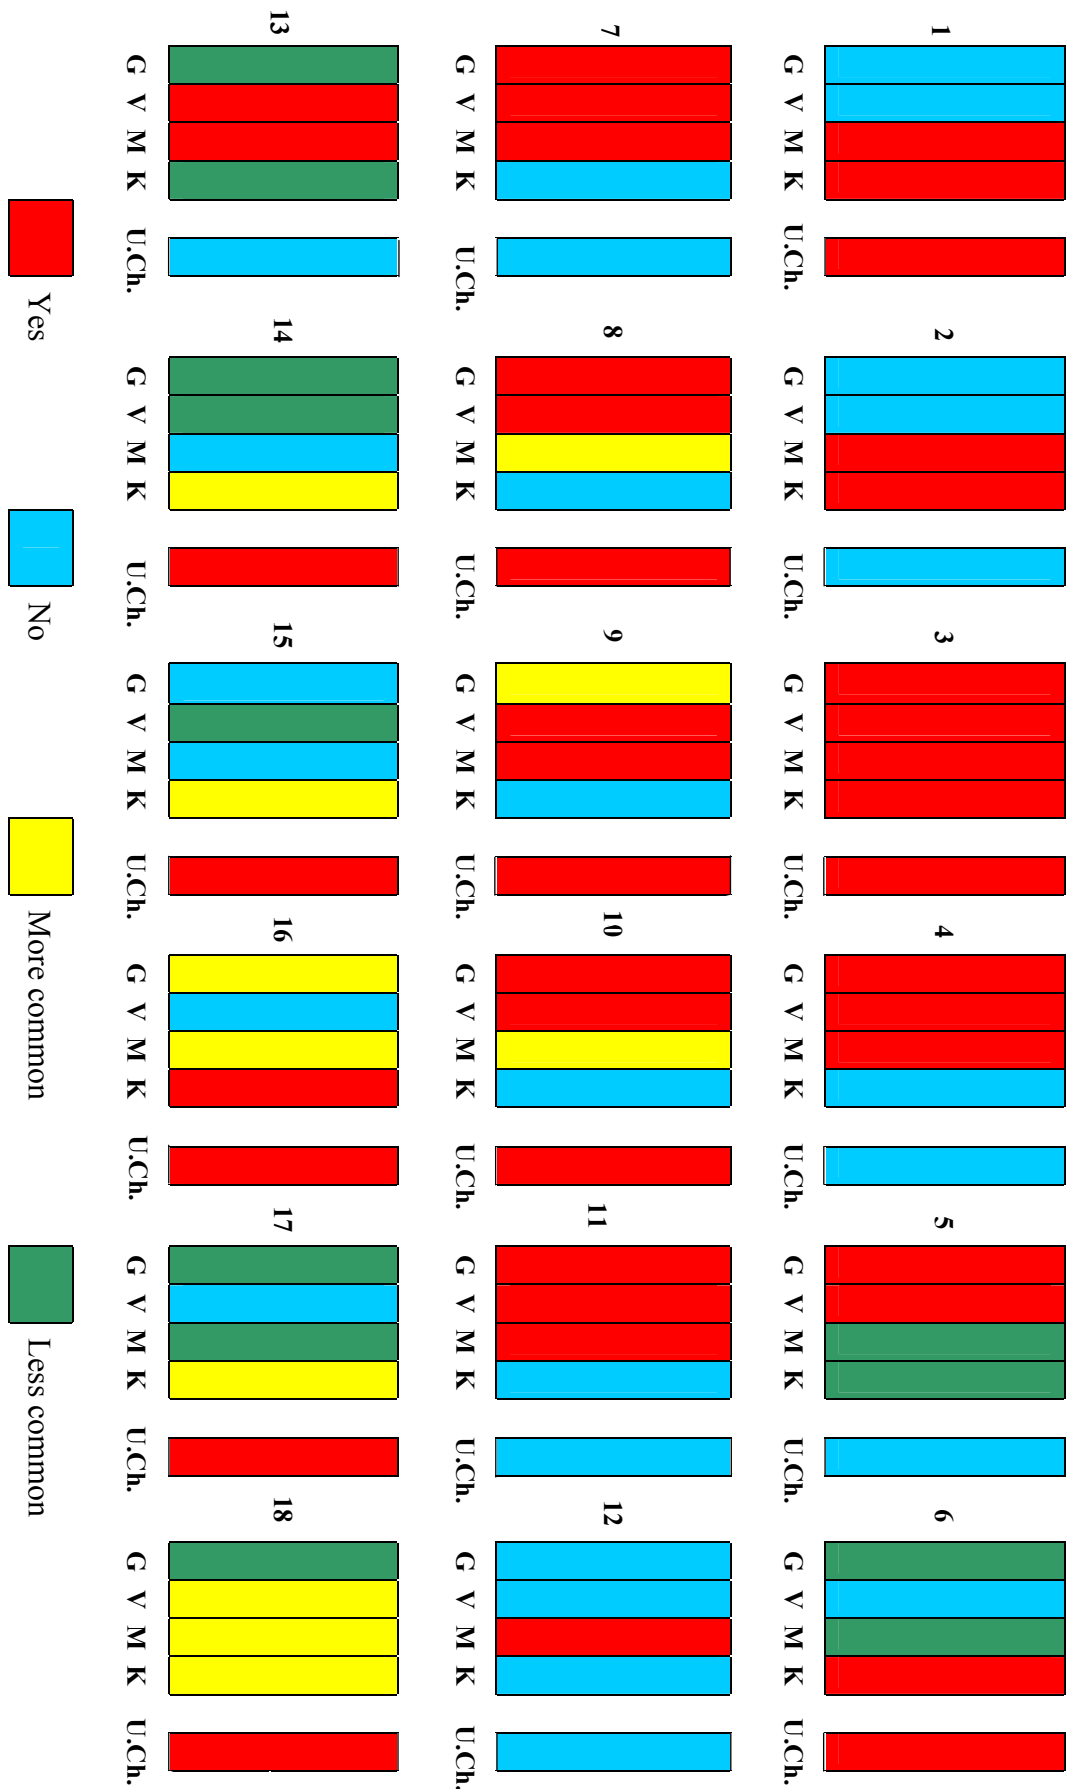 1 2 3 4 5 6
G V M K U.Ch. G V M K U.Ch. G V M K U.Ch. G V M K U.Ch. G V M K U.Ch. G V M K U.Ch.
7 8 9 10 11 12
G V M K U.Ch. G V M K U.Ch. G V M K U.Ch. G V M K U.Ch. G V M K U.Ch. G V M K U.Ch.
13 14 15 16 17 18
G V M K U.Ch. G V M K U.Ch. G V M K U.Ch. G V M K U.Ch. G V M K U.Ch. G V M K U.Ch.
Yes No More common Less common